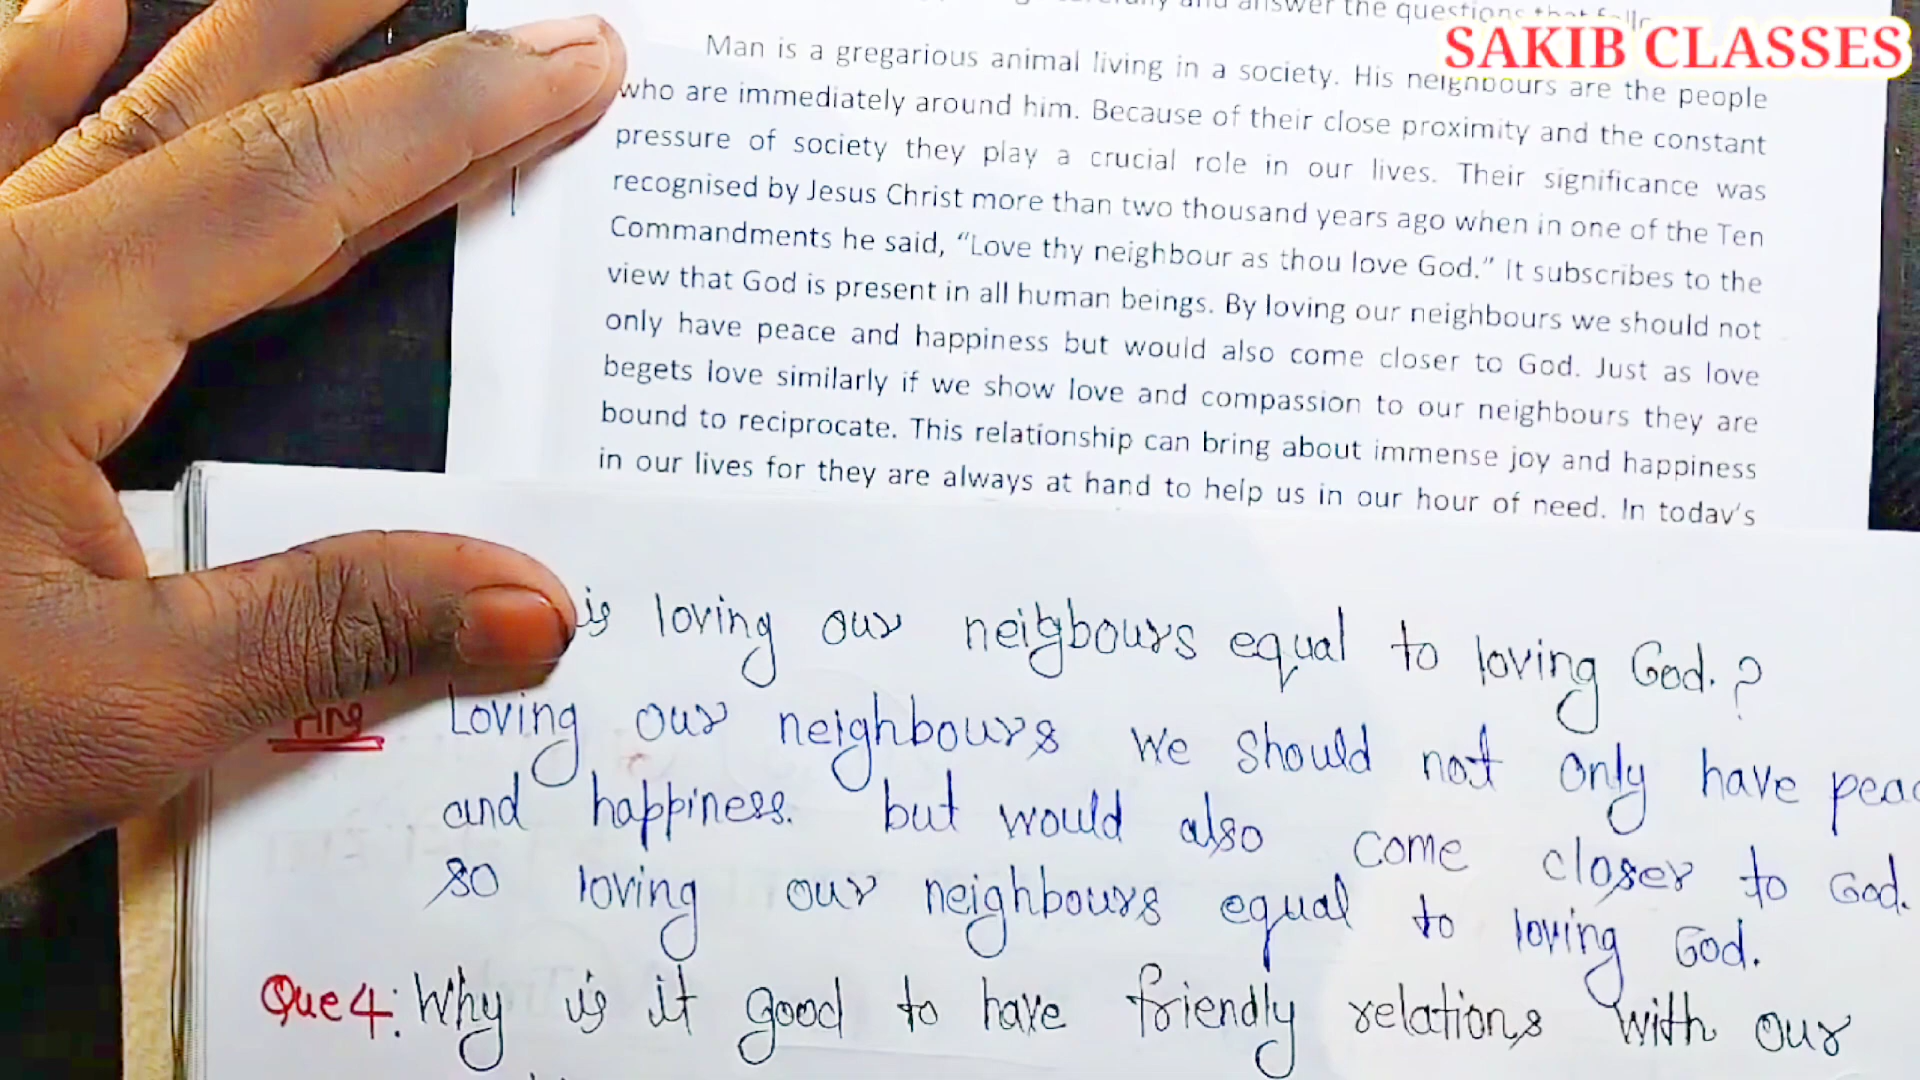 and answer the questions that
SAKIB CLASSES
Man is a gregarious animal living in a society. His neighbours are the people
who are immediately around him. Because of their close proximity and the constant
pressure of society they play a crucial role in our lives. Their significance was
recognised by Jesus Christ more than two thousand years ago when in one of the Ten
Commandments he said, “Love thy neighbour as thou love God.” It subscribes to the
view that God is present in all human beings. By loving our neighbours we should not
only have peace and happiness but would also come closer to God. Just as love
begets love similarly if we show love and compassion to our neighbours they are
bound to reciprocate. This relationship can bring about immense joy and happiness
in our lives for they are always at hand to help us in our hour of need. In today's
is loving our neigbours equal to loving God.?
Ans Loving our neighbours we should not only have peac
and happiness. but would also come closer to God.
so loving our neighbours equal to loving God.
Que 4: Why is it good to have friendly relations with our